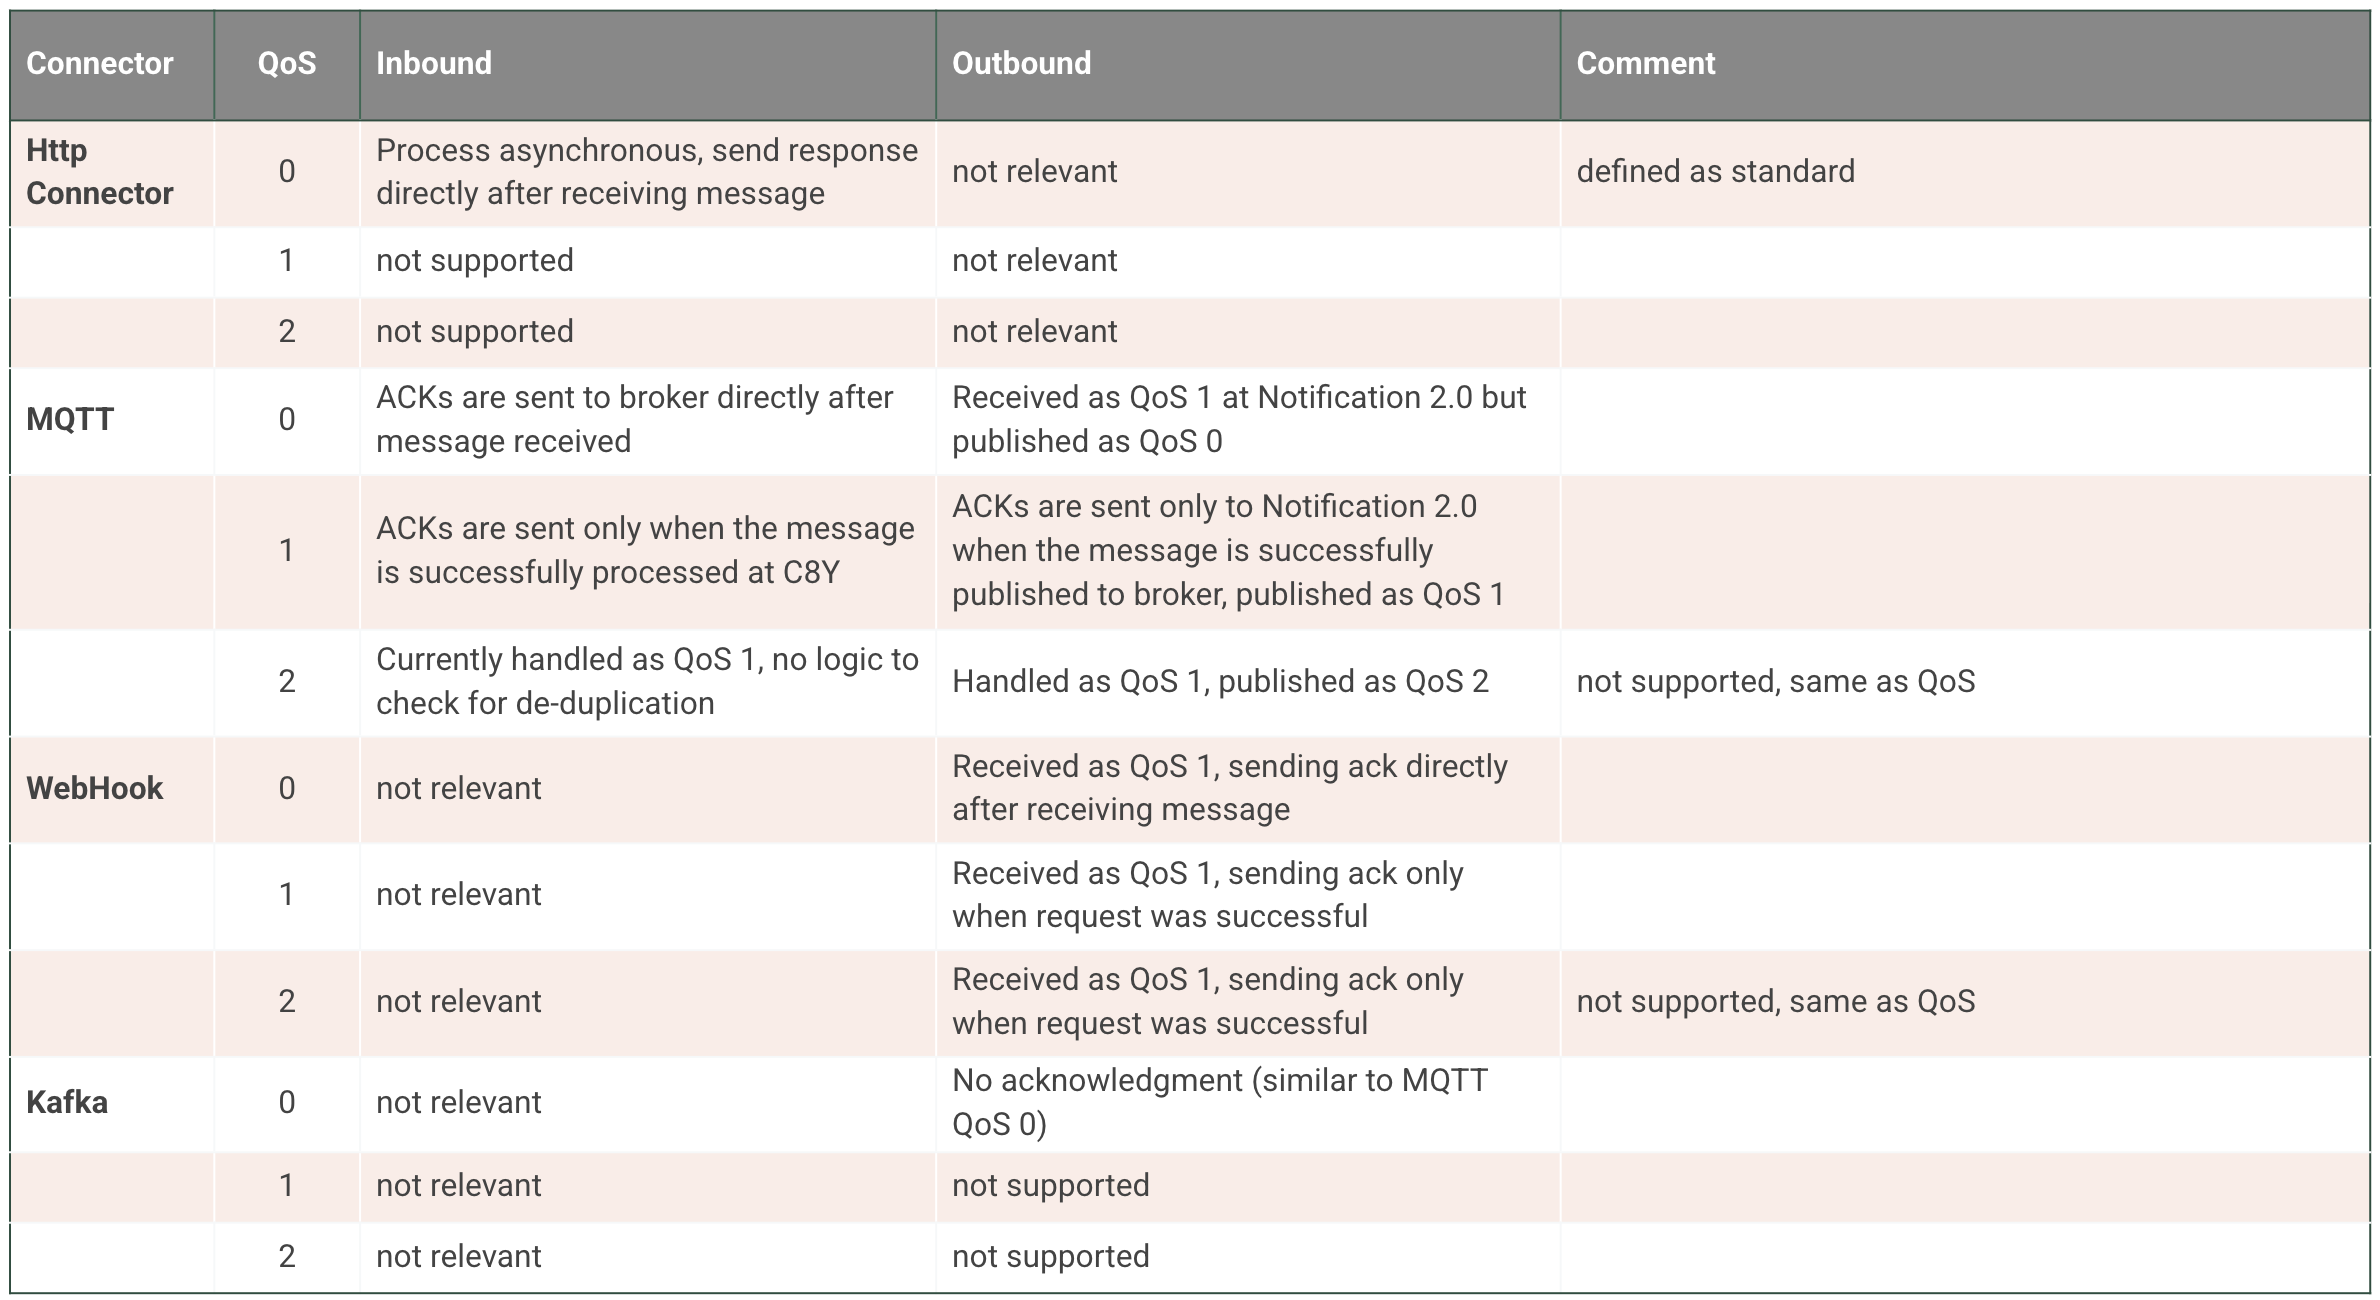 Connector QoS Inbound Outbound Comment
Http Connector 0 Process asynchronous, send response directly after receiving message not relevant defined as standard
1 not supported not relevant
2 not supported not relevant
MQTT 0 ACKs are sent to broker directly after message received Received as QoS 1 at Notification 2.0 but published as QoS 0
1 ACKs are sent only when the message is successfully processed at C8Y ACKs are sent only to Notification 2.0 when the message is successfully published to broker, published as QoS 1
2 Currently handled as QoS 1, no logic to check for de-duplication Handled as QoS 1, published as QoS 2 not supported, same as QoS
WebHook 0 not relevant Received as QoS 1, sending ack directly after receiving message
1 not relevant Received as QoS 1, sending ack only when request was successful
2 not relevant Received as QoS 1, sending ack only when request was successful not supported, same as QoS
Kafka 0 not relevant No acknowledgment (similar to MQTT QoS 0)
1 not relevant not supported
2 not relevant not supported